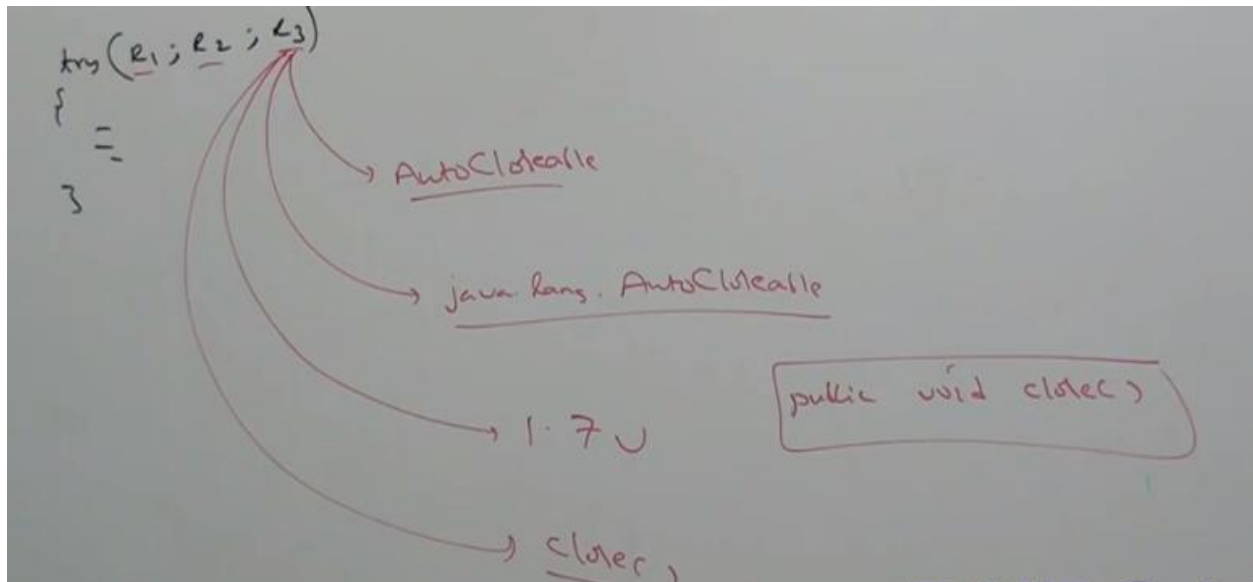 try (R1; R2; R3)
{
=
}
AutoCloseable
java.lang.AutoCloseable
1.7 v
public void close()
close()